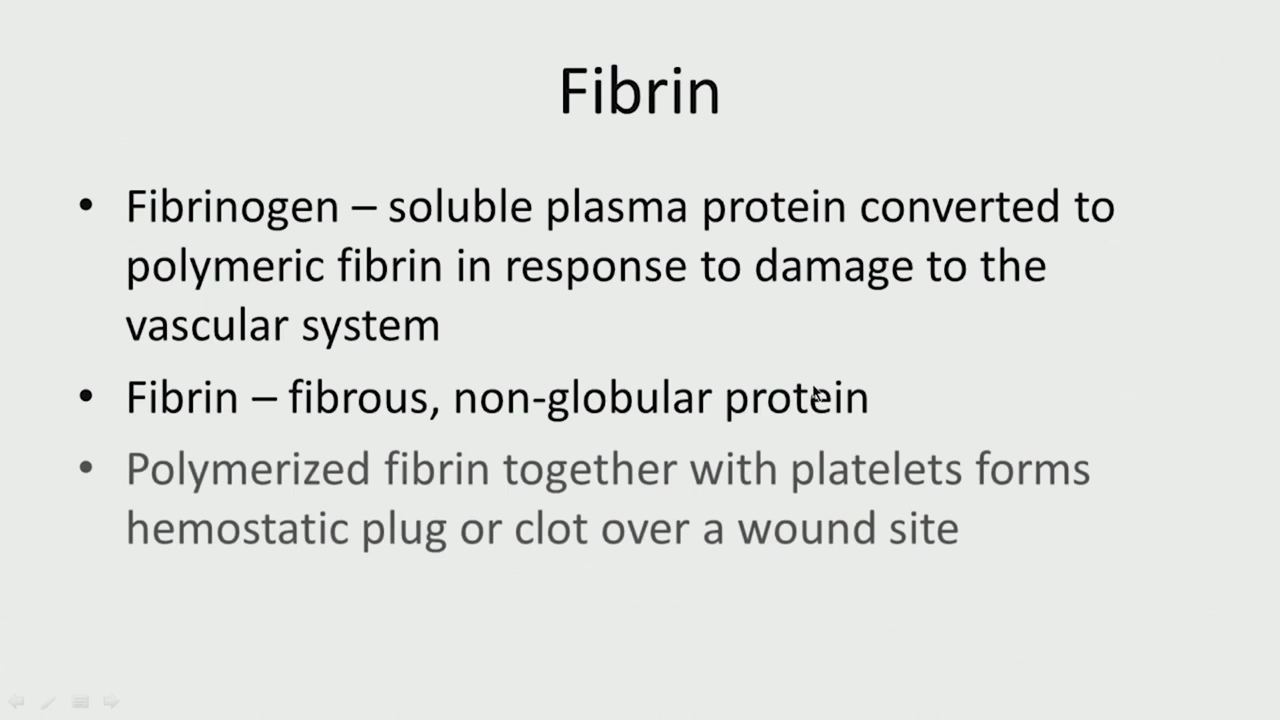 Fibrin
• Fibrinogen – soluble plasma protein converted to
polymeric fibrin in response to damage to the
vascular system
• Fibrin – fibrous, non-globular protein
• Polymerized fibrin together with platelets forms
hemostatic plug or clot over a wound site